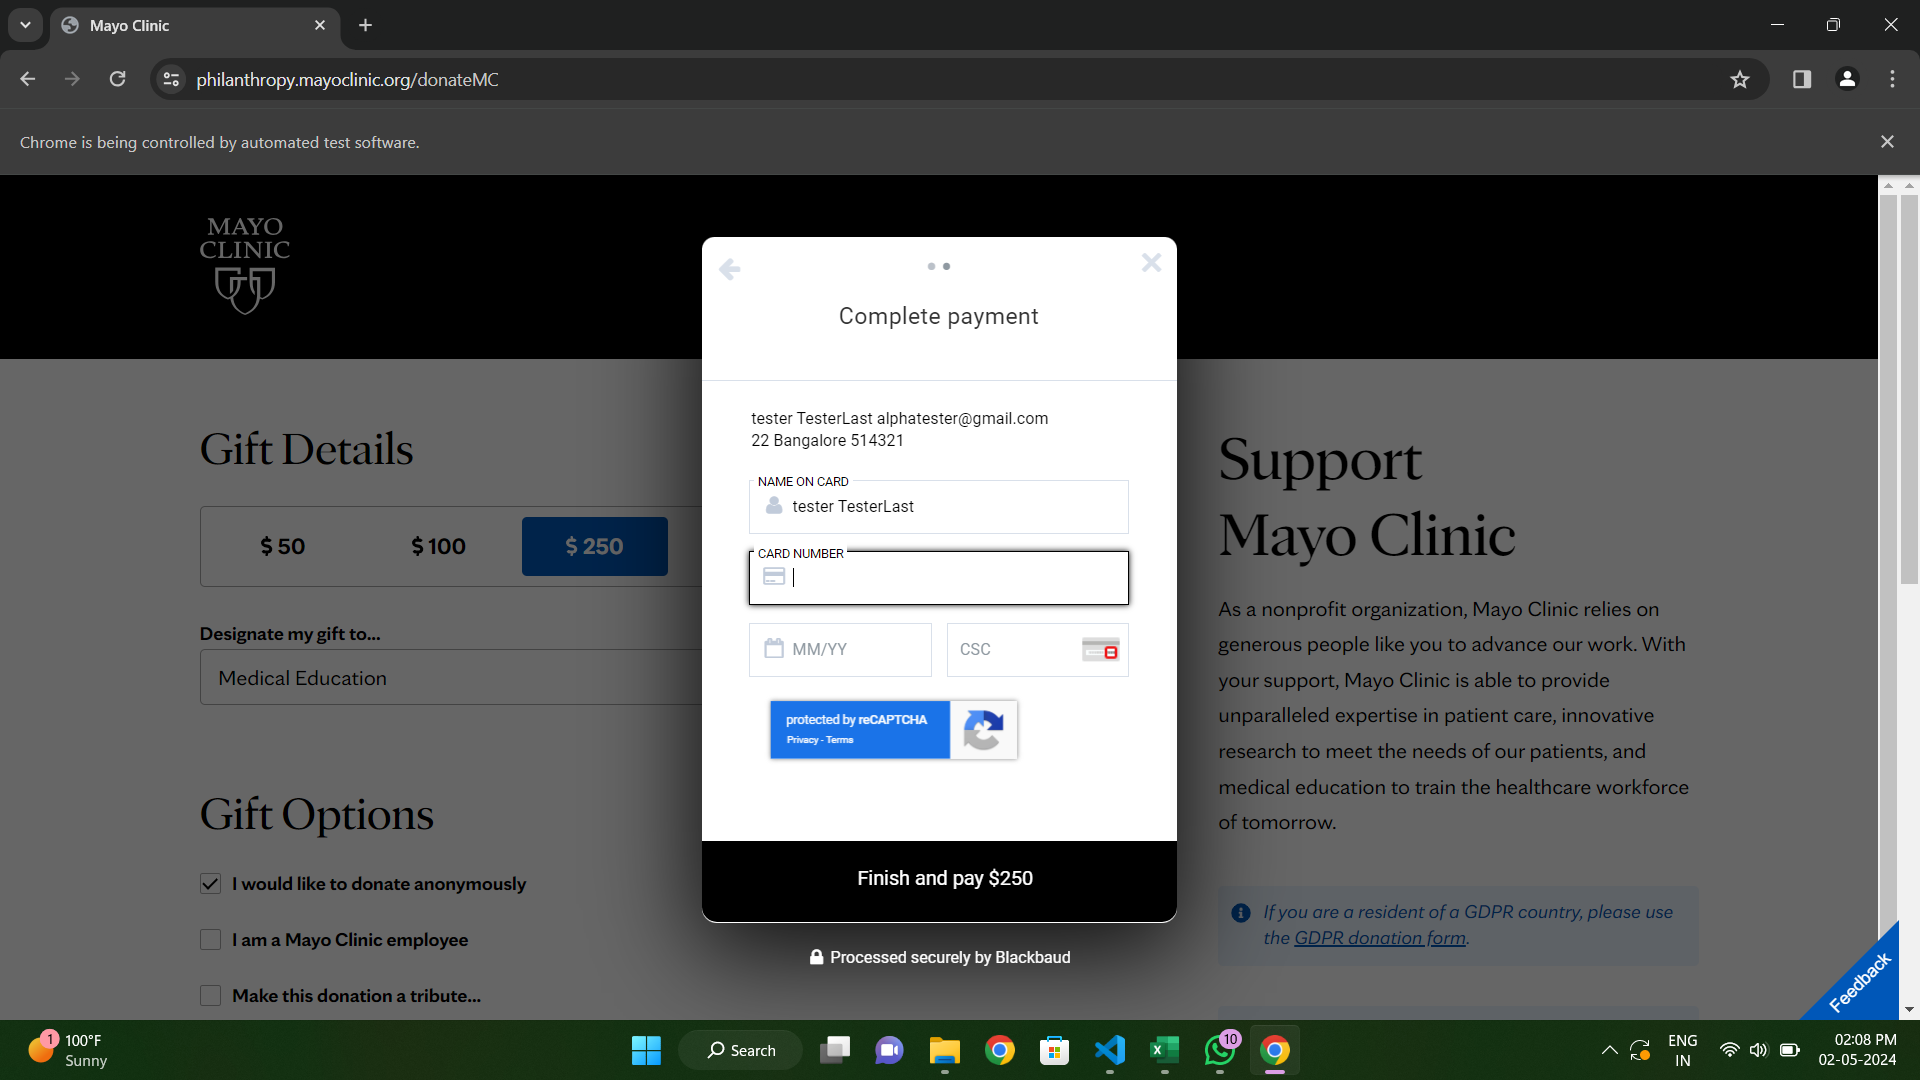 Mayo Clinic
philanthropy.mayoclinic.org/donateMC
Chrome is being controlled by automated test software.
MAYO
CLINIC
Gift Details
$ 50
$ 100
$ 250
Designate my gift to...
Medical Education
Gift Options
I would like to donate anonymously
I am a Mayo Clinic employee
Make this donation a tribute...
Complete payment
tester TesterLast alphatester@gmail.com
22 Bangalore 514321
NAME ON CARD
tester TesterLast
CARD NUMBER
MM/YY
CSC
protected by reCAPTCHA
Privacy - Terms
Finish and pay $250
Processed securely by Blackbaud
Support
Mayo Clinic
As a nonprofit organization, Mayo Clinic relies on
generous people like you to advance our work. With
your support, Mayo Clinic is able to provide
unparalleled expertise in patient care, innovative
research to meet the needs of our patients, and
medical education to train the healthcare workforce
of tomorrow.
If you are a resident of a GDPR country, please use
the GDPR donation form.
Feedback
1
100°F
Sunny
Search
10
ENG
IN
02:08 PM
02-05-2024